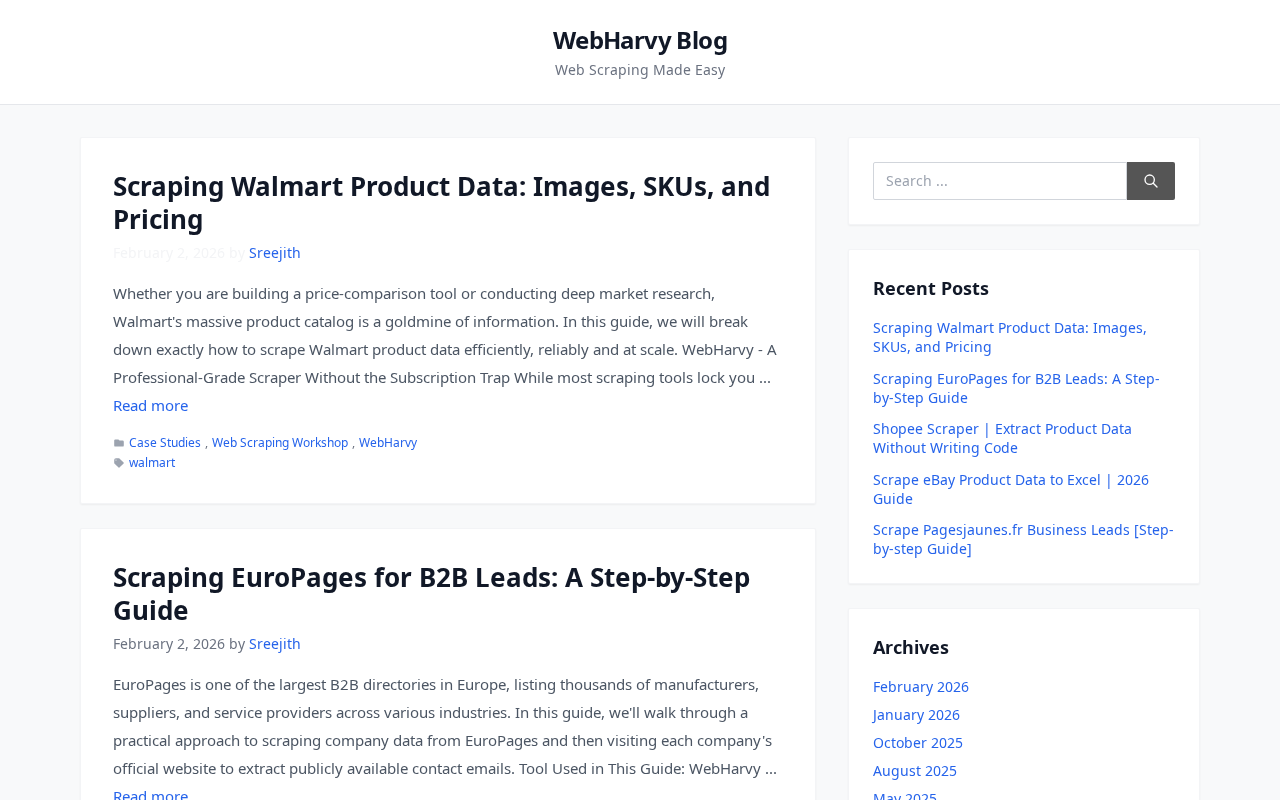 WebHarvy Blog
Web Scraping Made Easy
Scraping Walmart Product Data: Images, SKUs, and
Pricing
February 2, 2026 by Sreejith
Whether you are building a price-comparison tool or conducting deep market research,
Walmart's massive product catalog is a goldmine of information. In this guide, we will break
down exactly how to scrape Walmart product data efficiently, reliably and at scale. WebHarvy - A
Professional-Grade Scraper Without the Subscription Trap While most scraping tools lock you ...
Read more
Case Studies , Web Scraping Workshop , WebHarvy
walmart
Scraping EuroPages for B2B Leads: A Step-by-Step
Guide
February 2, 2026 by Sreejith
EuroPages is one of the largest B2B directories in Europe, listing thousands of manufacturers,
suppliers, and service providers across various industries. In this guide, we'll walk through a
practical approach to scraping company data from EuroPages and then visiting each company's
official website to extract publicly available contact emails. Tool Used in This Guide: WebHarvy ...
Read more
Search ...
Recent Posts
Scraping Walmart Product Data: Images,
SKUs, and Pricing
Scraping EuroPages for B2B Leads: A Step-
by-Step Guide
Shopee Scraper | Extract Product Data
Without Writing Code
Scrape eBay Product Data to Excel | 2026
Guide
Scrape Pagesjaunes.fr Business Leads [Step-
by-step Guide]
Archives
February 2026
January 2026
October 2025
August 2025
May 2025